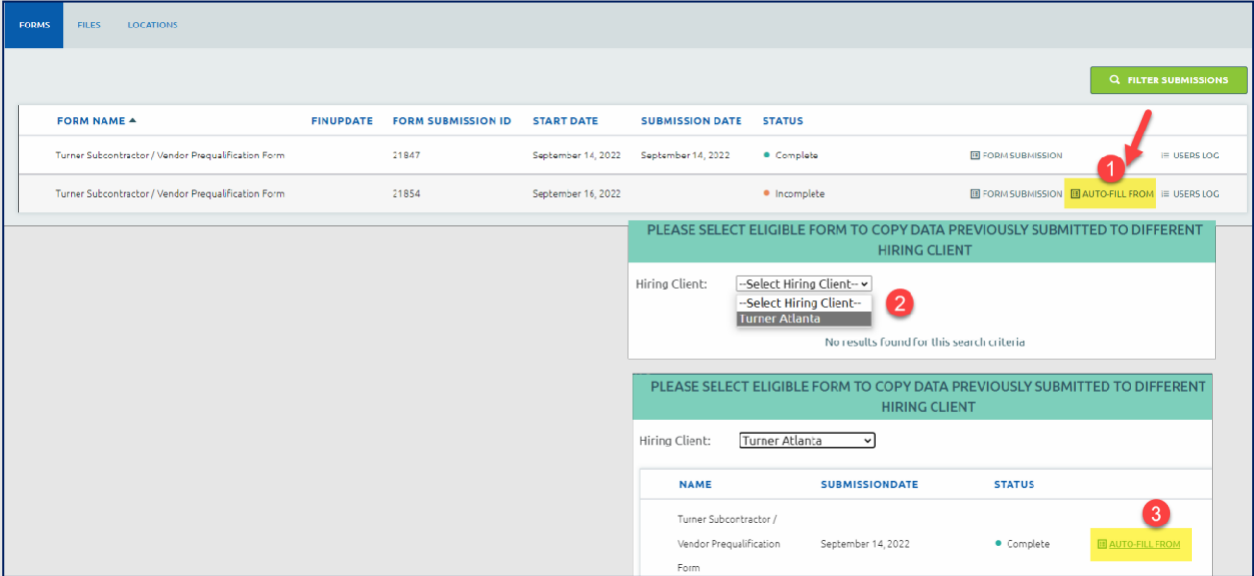 FORMS FILES LOCATIONS
FILTER SUBMISSIONS
FORM NAME FINUPDATE FORM SUBMISSION ID START DATE SUBMISSION DATE STATUS
Turner Subcontractor / Vendor Prequalification Form 21847 September 14, 2022 September 14, 2022 Complete FORM SUBMISSION USERS LOG
1
Turner Subcontractor / Vendor Prequalification Form 21854 September 16, 2022 Incomplete FORM SUBMISSION AUTO-FILL FROM USERS LOG
PLEASE SELECT ELIGIBLE FORM TO COPY DATA PREVIOUSLY SUBMITTED TO DIFFERENT
HIRING CLIENT
Hiring Client: --Select Hiring Client--
--Select Hiring Client-- 2
Turner Atlanta
No results found for this search criteria
PLEASE SELECT ELIGIBLE FORM TO COPY DATA PREVIOUSLY SUBMITTED TO DIFFERENT
HIRING CLIENT
Hiring Client: Turner Atlanta
NAME SUBMISSIONDATE STATUS
3
Turner Subcontractor /
Vendor Prequalification September 14, 2022 Complete AUTO-FILL FROM
Form